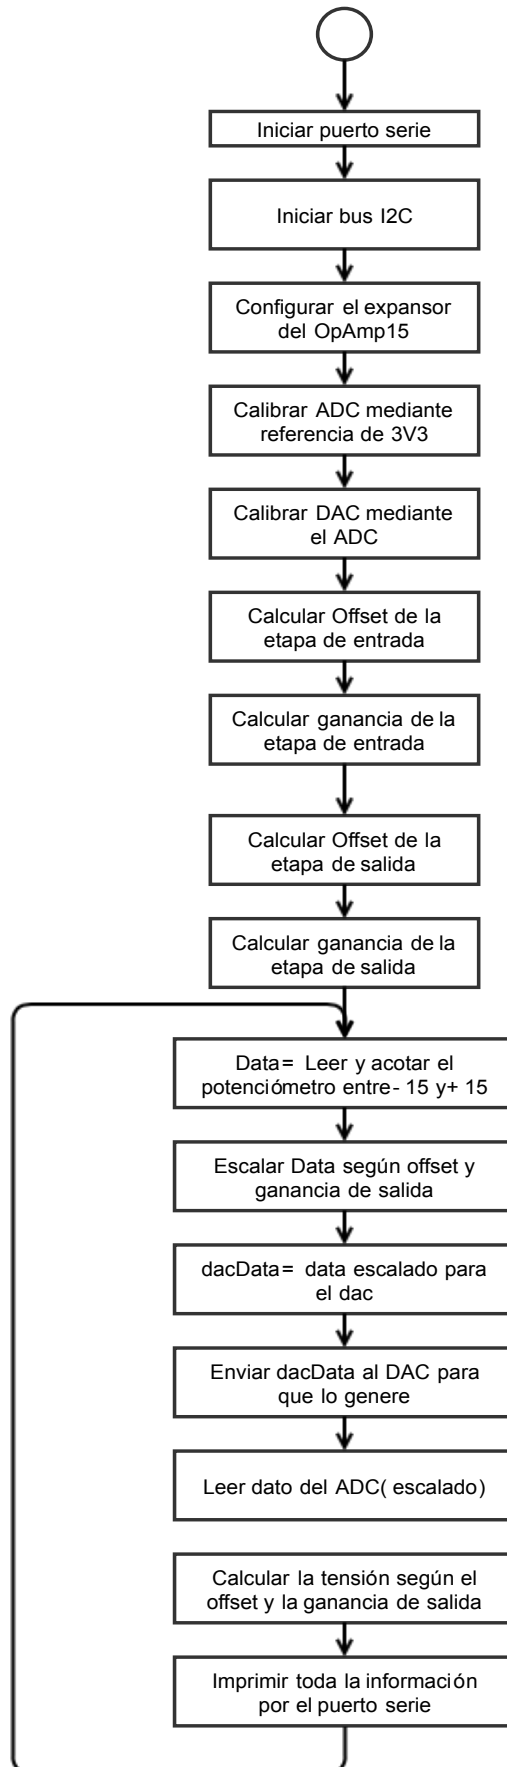 Iniciar puerto serie
Iniciar bus I2C
Configurar el expansor
del OpAmp15
Calibrar ADC mediante
referencia de 3V3
Calibrar DAC mediante
el ADC
Calcular Offset de la
etapa de entrada
Calcular ganancia de la
etapa de entrada
Calcular Offset de la
etapa de salida
Calcular ganancia de la
etapa de salida
Data= Leer y acotar el
potenciómetro entre- 15 y+ 15
Escalar Data según offset y
ganancia de salida
dacData= data escalado para
el dac
Enviar dacData al DAC para
que lo genere
Leer dato del ADC( escalado)
Calcular la tensión según el
offset y la ganancia de salida
Imprimir toda la información
por el puerto serie